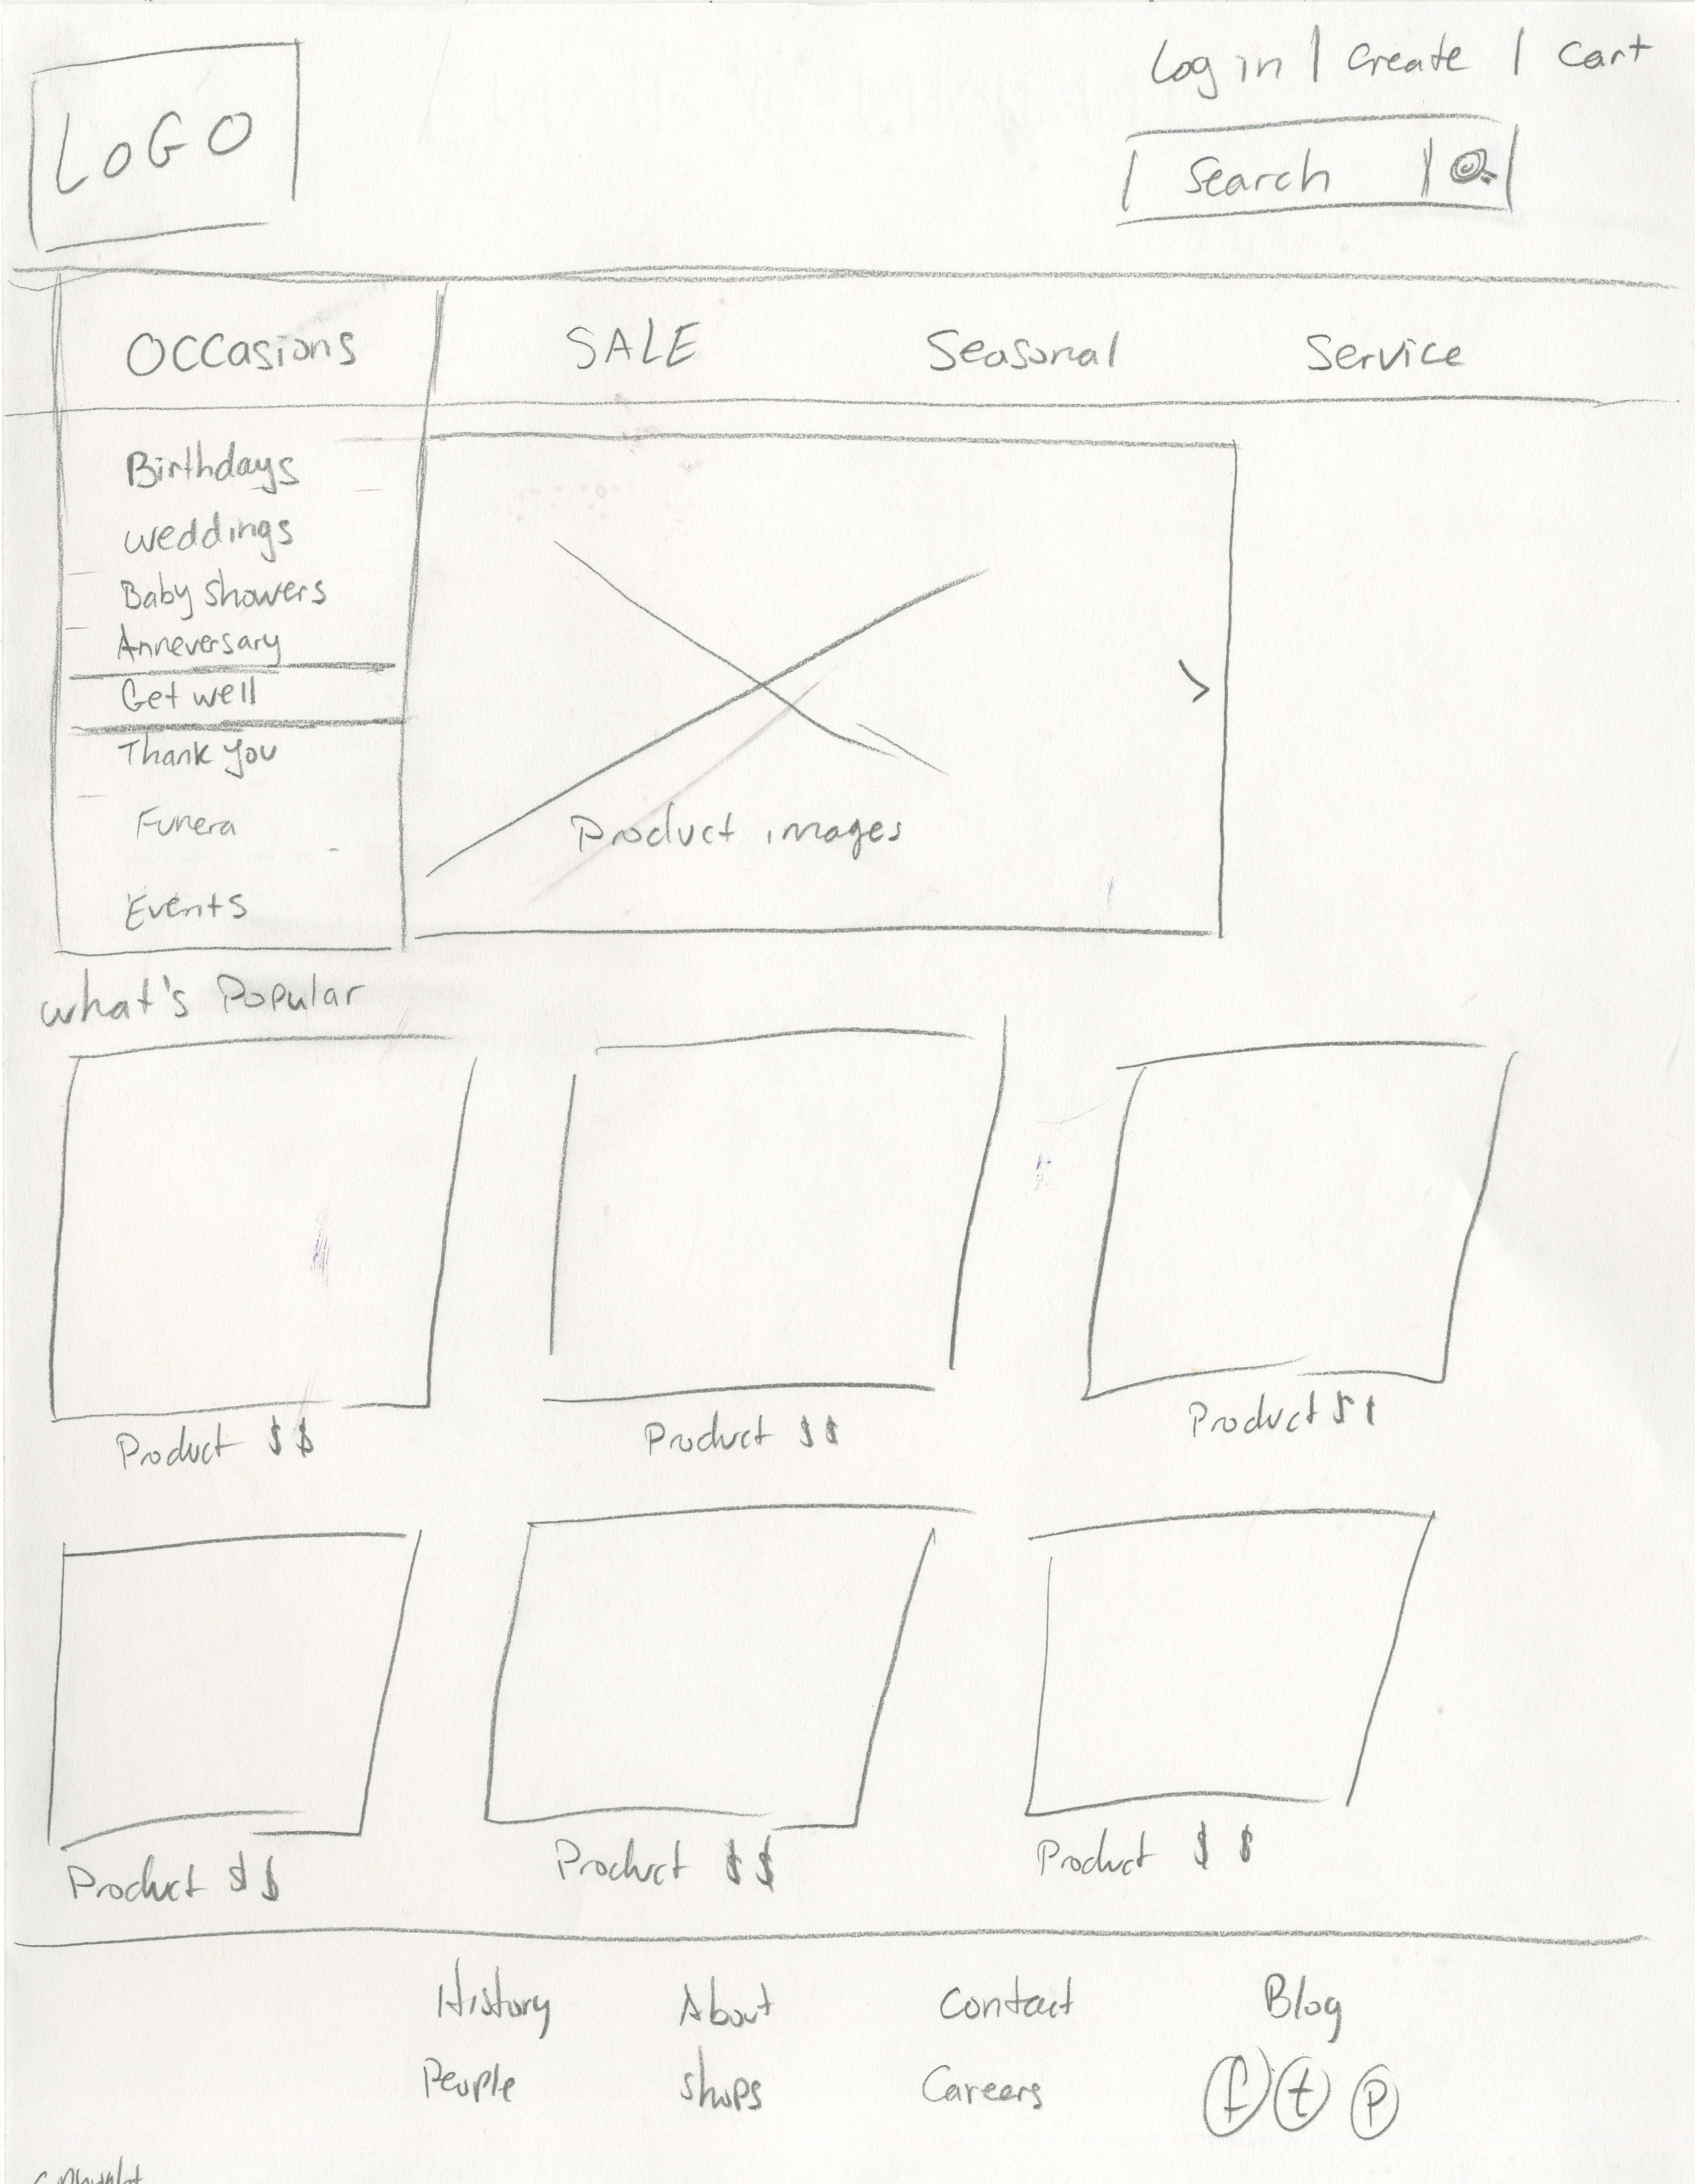 LOGO
Log in | Create | Cart
Search
Occasions SALE Seasonal Service
Birthdays
weddings
Baby showers
Anneversary
Get well
Thank you
Funera
Events
>
Product images
what's Popular
Product $$ Product $$ Product $$
Product $$ Product $$ Product $$
History About Contact Blog
People shops Careers f t p